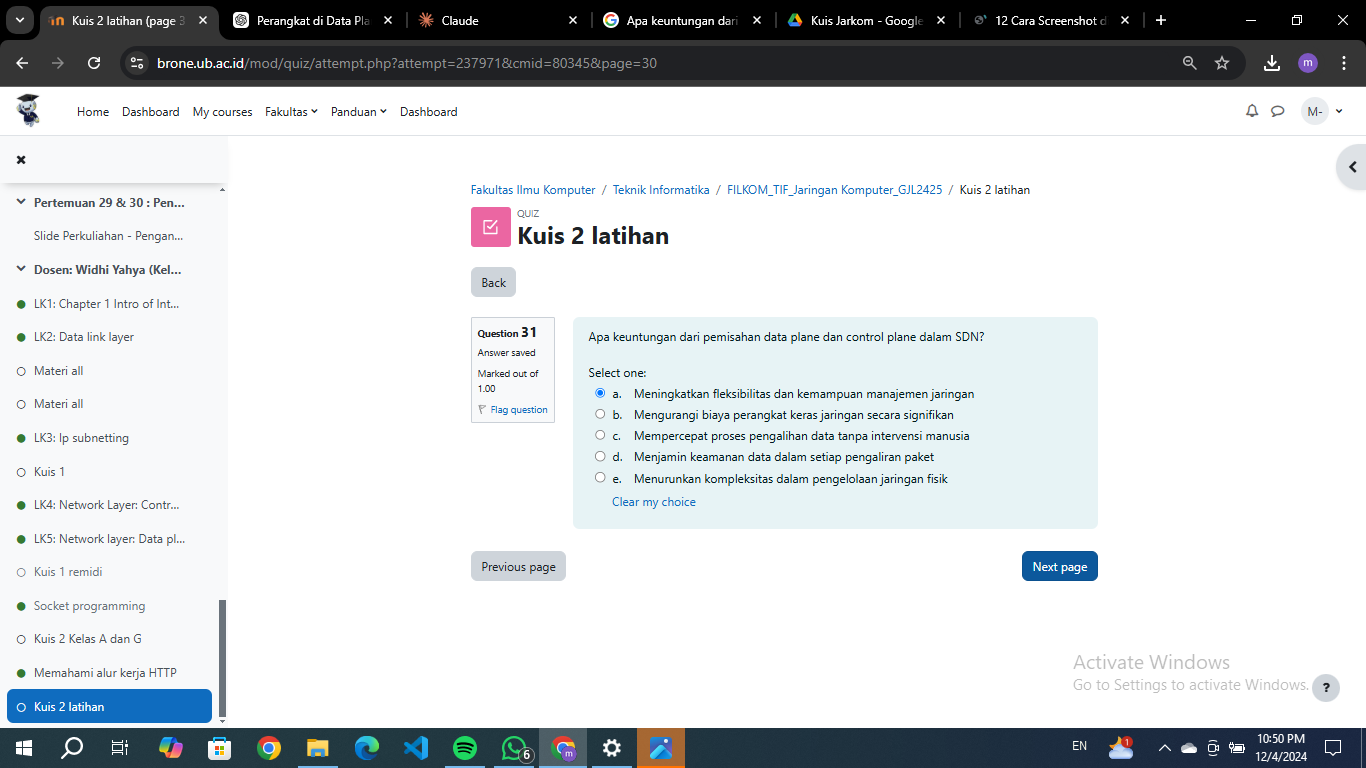 Kuis 2 latihan (page 3
Perangkat di Data Pla
Claude
Apa keuntungan dari
Kuis Jarkom - Google
12 Cara Screenshot d
brone.ub.ac.id/mod/quiz/attempt.php?attempt=237971&cmid=80345&page=30
m
Home Dashboard My courses Fakultas Panduan Dashboard
M-
Pertemuan 29 & 30 : Pen...
Slide Perkuliahan - Pengan...
Dosen: Widhi Yahya (Kel...
LK1: Chapter 1 Intro of Int...
LK2: Data link layer
Materi all
Materi all
LK3: Ip subnetting
Kuis 1
LK4: Network Layer: Contr...
LK5: Network layer: Data pl...
Kuis 1 remidi
Socket programming
Kuis 2 Kelas A dan G
Memahami alur kerja HTTP
Kuis 2 latihan
Fakultas Ilmu Komputer / Teknik Informatika / FILKOM_TIF_Jaringan Komputer_GJL2425 / Kuis 2 latihan
QUIZ
Kuis 2 latihan
Back
Question 31
Answer saved
Marked out of
1.00
Flag question
Apa keuntungan dari pemisahan data plane dan control plane dalam SDN?
Select one:
a. Meningkatkan fleksibilitas dan kemampuan manajemen jaringan
b. Mengurangi biaya perangkat keras jaringan secara signifikan
c. Mempercepat proses pengalihan data tanpa intervensi manusia
d. Menjamin keamanan data dalam setiap pengaliran paket
e. Menurunkan kompleksitas dalam pengelolaan jaringan fisik
Clear my choice
Previous page
Next page
Activate Windows
Go to Settings to activate Windows.
?
6
m
EN
1
10:50 PM
12/4/2024